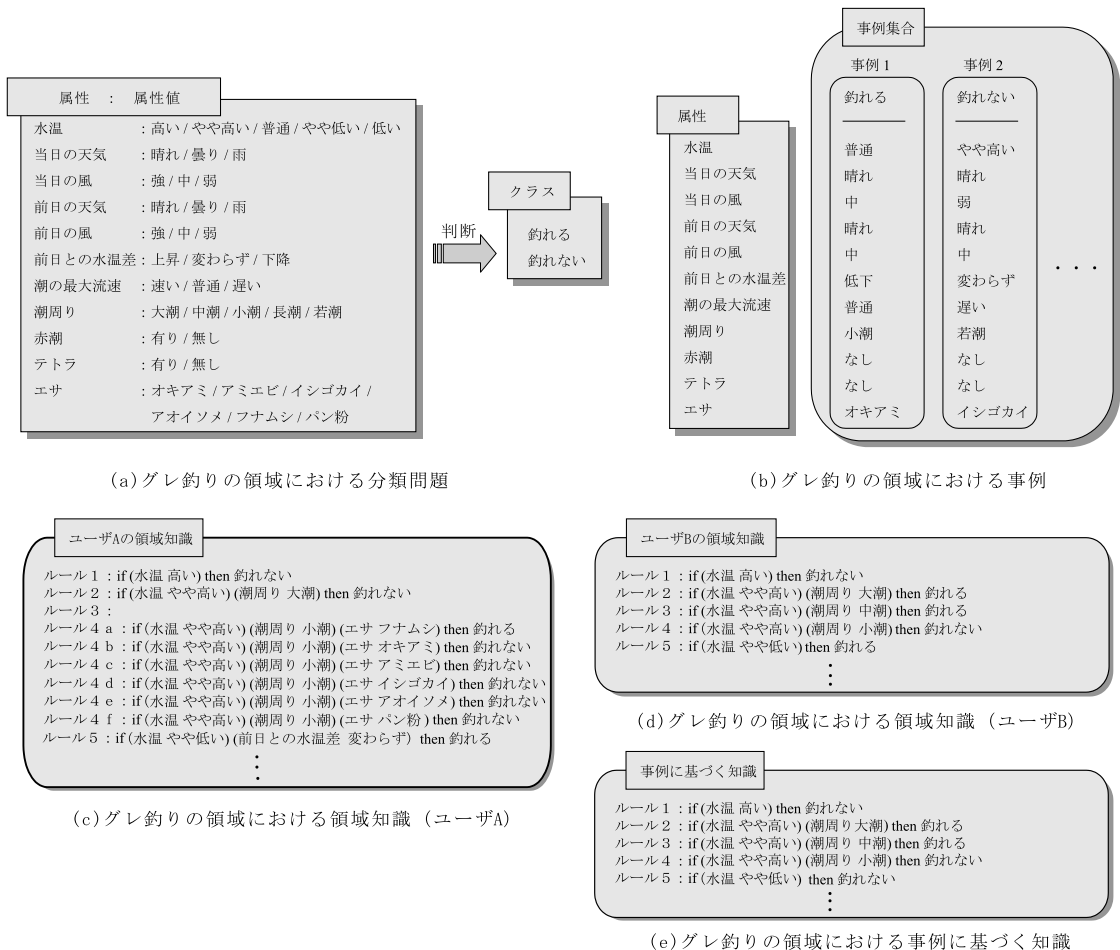 属性 : 属性値
水温 : 高い / やや高い / 普通 / やや低い / 低い
当日の天気 : 晴れ / 曇り / 雨
当日の風 : 強 / 中 / 弱
前日の天気 : 晴れ / 曇り / 雨
前日の風 : 強 / 中 / 弱
前日との水温差 : 上昇 / 変わらず / 下降
潮の最大流速 : 速い / 普通 / 遅い
潮周り : 大潮 / 中潮 / 小潮 / 長潮 / 若潮
赤潮 : 有り / 無し
テトラ : 有り / 無し
エサ : オキアミ / アミエビ / イシゴカイ /
アオイソメ / フナムシ / パン粉
判断
クラス
釣れる
釣れない
(a)グレ釣りの領域における分類問題
属性
水温
当日の天気
当日の風
前日の天気
前日の風
前日との水温差
潮の最大流速
潮周り
赤潮
テトラ
エサ
事例集合
事例 1
釣れる
普通
晴れ
中
晴れ
中
低下
普通
小潮
なし
なし
オキアミ
事例 2
釣れない
やや高い
晴れ
弱
晴れ
中
変わらず
遅い
若潮
なし
なし
イシゴカイ
・・・
(b)グレ釣りの領域における事例
ユーザAの領域知識
ルール1:if (水温 高い) then 釣れない
ルール2:if (水温 やや高い) (潮周り 大潮) then 釣れない
ルール3:
ルール4a:if (水温 やや高い) (潮周り 小潮) (エサ フナムシ) then 釣れる
ルール4b:if (水温 やや高い) (潮周り 小潮) (エサ オキアミ) then 釣れない
ルール4c:if (水温 やや高い) (潮周り 小潮) (エサ アミエビ) then 釣れない
ルール4d:if (水温 やや高い) (潮周り 小潮) (エサ イシゴカイ) then 釣れない
ルール4e:if (水温 やや高い) (潮周り 小潮) (エサ アオイソメ) then 釣れない
ルール4f:if (水温 やや高い) (潮周り 小潮) (エサ パン粉 ) then 釣れない
ルール5:if (水温 やや低い) (前日との水温差 変わらず) then 釣れる
(c)グレ釣りの領域における領域知識 (ユーザA)
ユーザBの領域知識
ルール1:if (水温 高い) then 釣れない
ルール2:if (水温 やや高い) (潮周り 大潮) then 釣れる
ルール3:if (水温 やや高い) (潮周り 中潮) then 釣れる
ルール4:if (水温 やや高い) (潮周り 小潮) then 釣れない
ルール5:if (水温 やや低い) then 釣れる
(d)グレ釣りの領域における領域知識 (ユーザB)
事例に基づく知識
ルール1:if (水温 高い) then 釣れない
ルール2:if (水温 やや高い) (潮周り大潮) then 釣れる
ルール3:if (水温 やや高い) (潮周り 中潮) then 釣れる
ルール4:if (水温 やや高い) (潮周り 小潮) then 釣れない
ルール5:if (水温 やや低い) then 釣れない
(e)グレ釣りの領域における事例に基づく知識